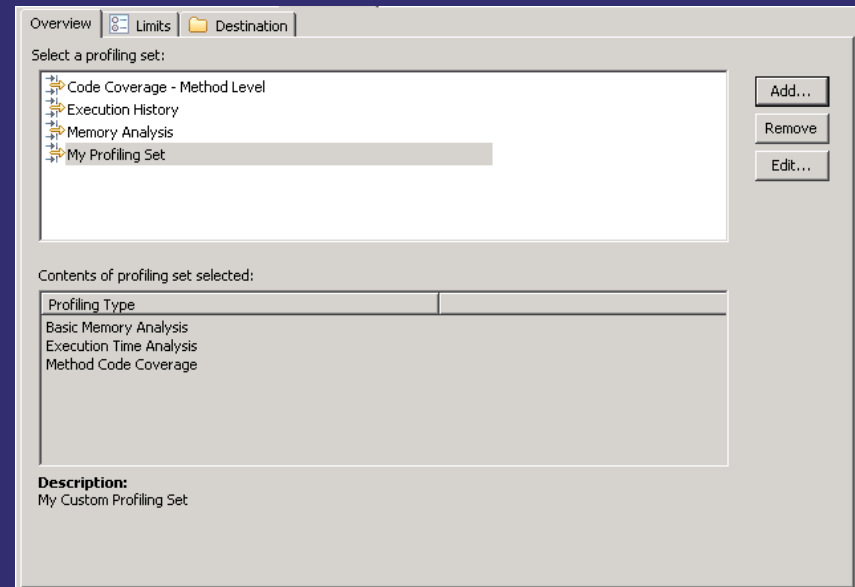 Overview Limits Destination
Select a profiling set:
Code Coverage - Method Level
Execution History
Memory Analysis
My Profiling Set
Add...
Remove
Edit...
Contents of profiling set selected:
Profiling Type
Basic Memory Analysis
Execution Time Analysis
Method Code Coverage
Description:
My Custom Profiling Set